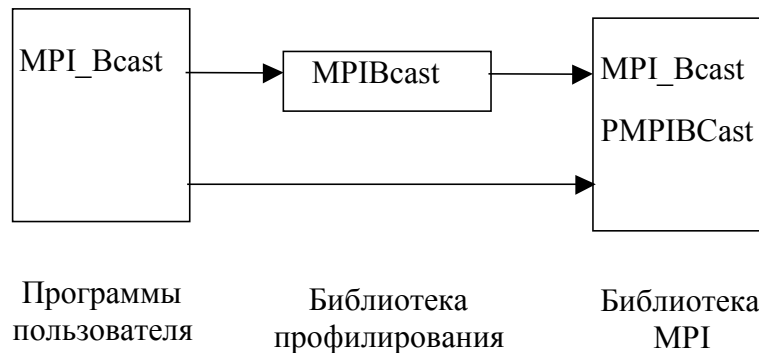 MPI_Bcast
MPIBcast
MPI_Bcast
PMPIBCast
Программы
пользователя
Библиотека
профилирования
Библиотека
MPI